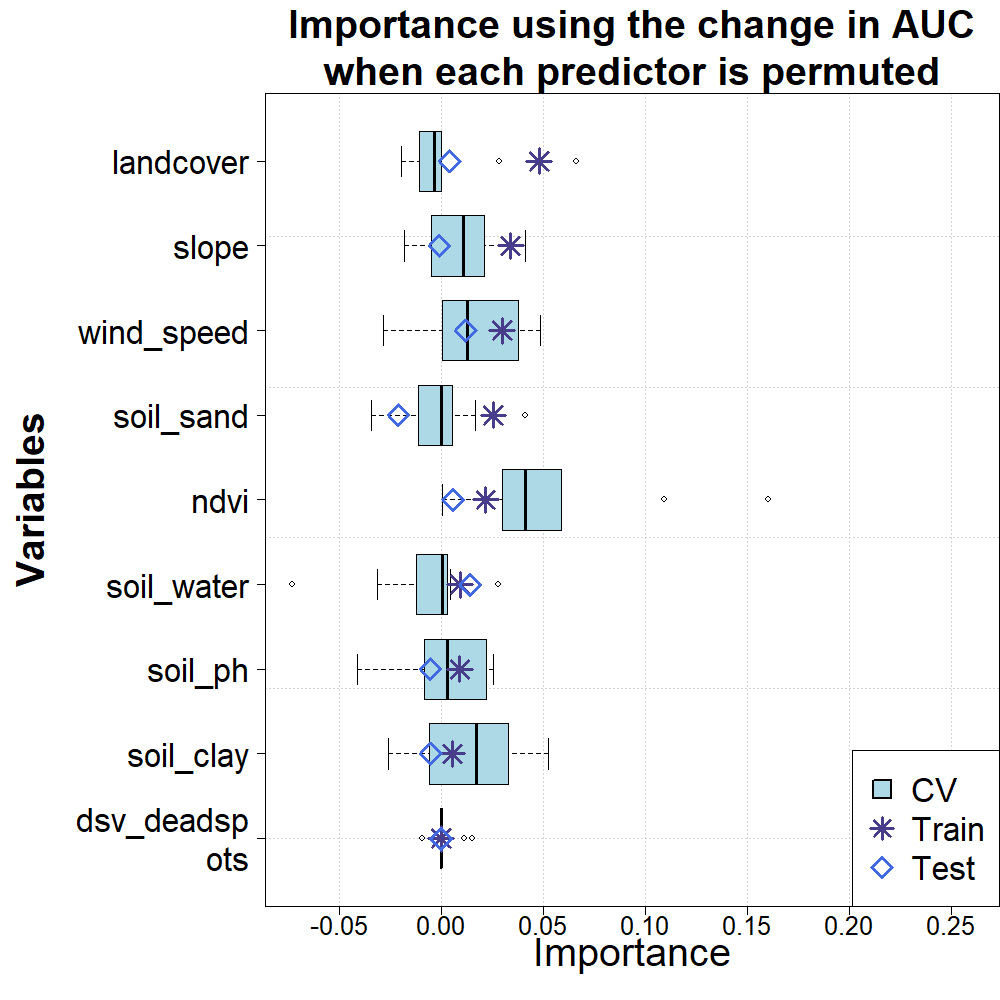 Importance using the change in AUC
when each predictor is permuted
landcover
slope
wind_speed
soil_sand
ndvi
soil_water
soil_ph
soil_clay
dsv_deadsp
ots
Variables
CV
Train
Test
-0.05 0.00 0.05 0.10 0.15 0.20 0.25
Importance